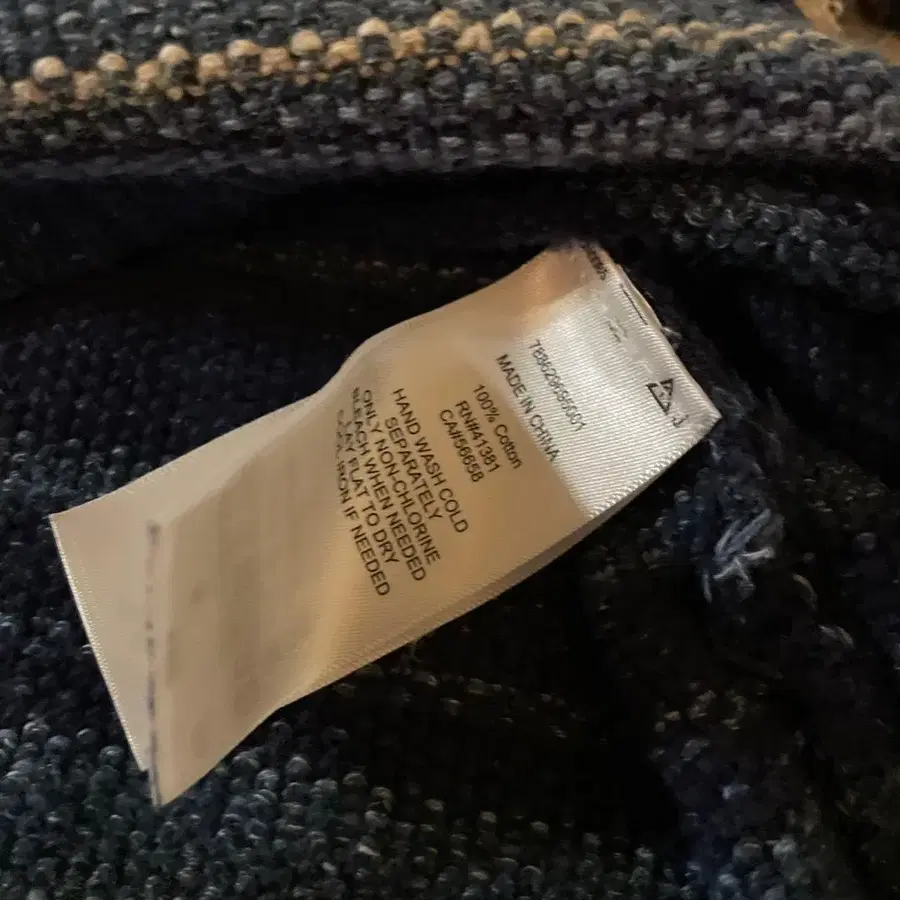 MADE IN CHINA
100% Cotton
RN#41381
CA#56658
HAND WASH COLD
SEPARATELY
ONLY NON-CHLORINE
BLEACH WHEN NEEDED
LAY FLAT TO DRY
COOL IRON IF NEEDED